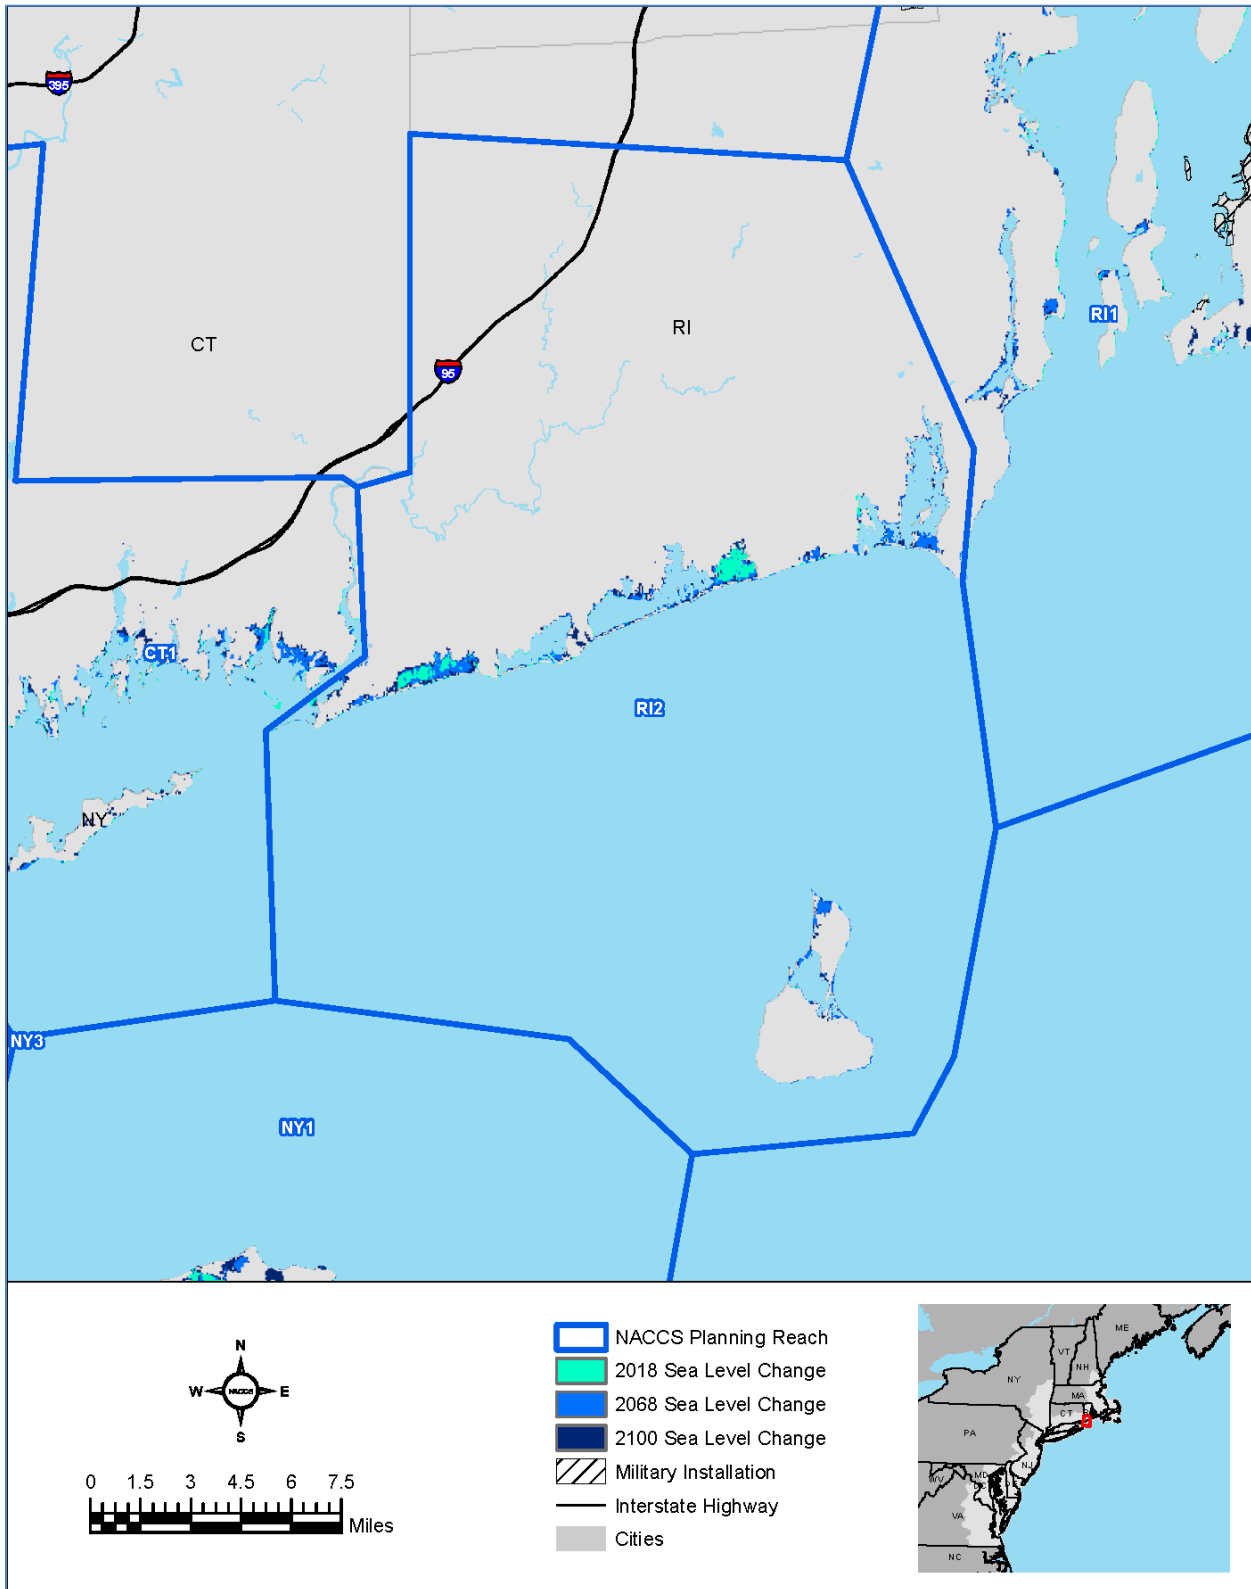 395
RI1
RI
CT
95
CT1
RI2
NY
NY3
NY1
N
W NACCS E
S
0 1.5 3 4.5 6 7.5
Miles
NACCS Planning Reach
2018 Sea Level Change
2068 Sea Level Change
2100 Sea Level Change
Military Installation
Interstate Highway
Cities
ME
VT
NH
NY
MA
CT
PA
NJ
MD
WV
VA
NC